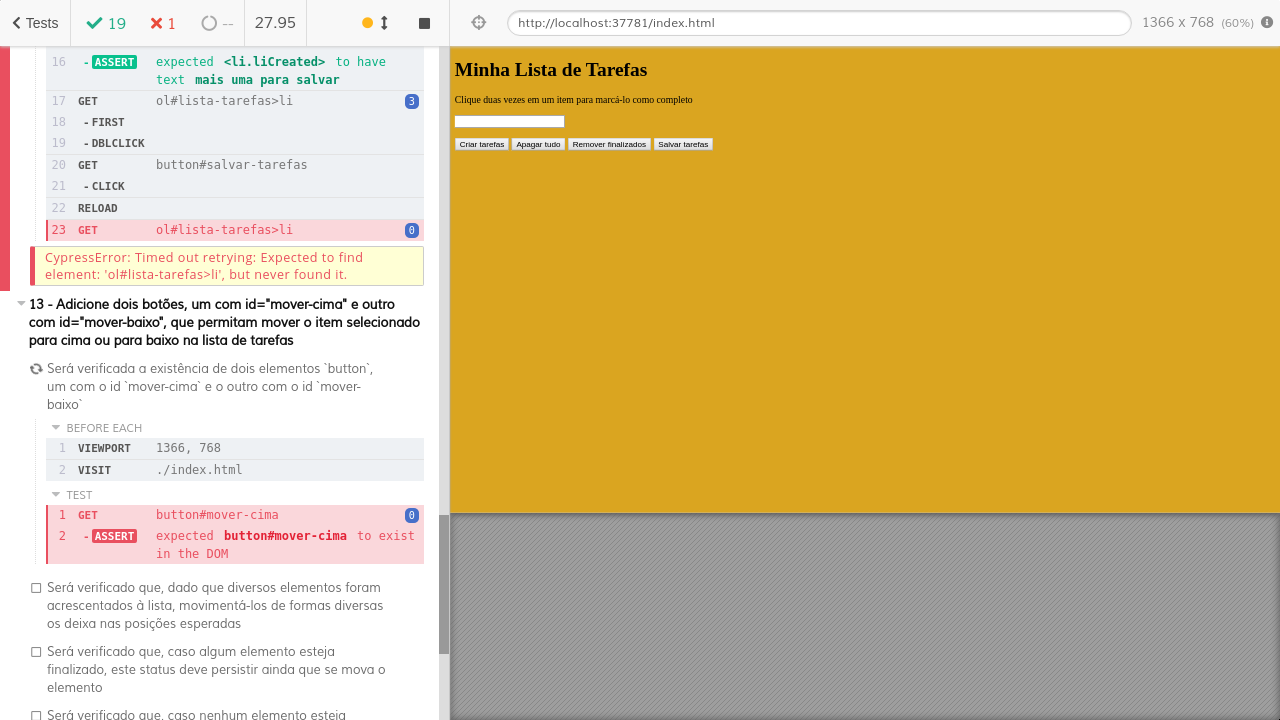 Tests 19 1 -- 27.95
http://localhost:37781/index.html 1366 x 768 (60%)
16 - ASSERT expected <li.liCreated> to have
text mais uma para salvar
17 GET ol#lista-tarefas>li 3
18 - FIRST
19 - DBLCLICK
20 GET button#salvar-tarefas
21 - CLICK
22 RELOAD
23 GET ol#lista-tarefas>li 0
CypressError: Timed out retrying: Expected to find
element: 'ol#lista-tarefas>li', but never found it.
13 - Adicione dois botões, um com id="mover-cima" e outro
com id="mover-baixo", que permitam mover o item selecionado
para cima ou para baixo na lista de tarefas
Será verificada a existência de dois elementos `button`,
um com o id `mover-cima` e o outro com o id `mover-
baixo`
BEFORE EACH
1 VIEWPORT 1366, 768
2 VISIT ./index.html
TEST
1 GET button#mover-cima 0
2 - ASSERT expected button#mover-cima to exist
in the DOM
Será verificado que, dado que diversos elementos foram
acrescentados à lista, movimentá-los de formas diversas
os deixa nas posições esperadas
Será verificado que, caso algum elemento esteja
finalizado, este status deve persistir ainda que se mova o
elemento
Será verificado que, caso nenhum elemento esteja
Minha Lista de Tarefas
Clique duas vezes em um item para marcá-lo como completo
Criar tarefas Apagar tudo Remover finalizados Salvar tarefas